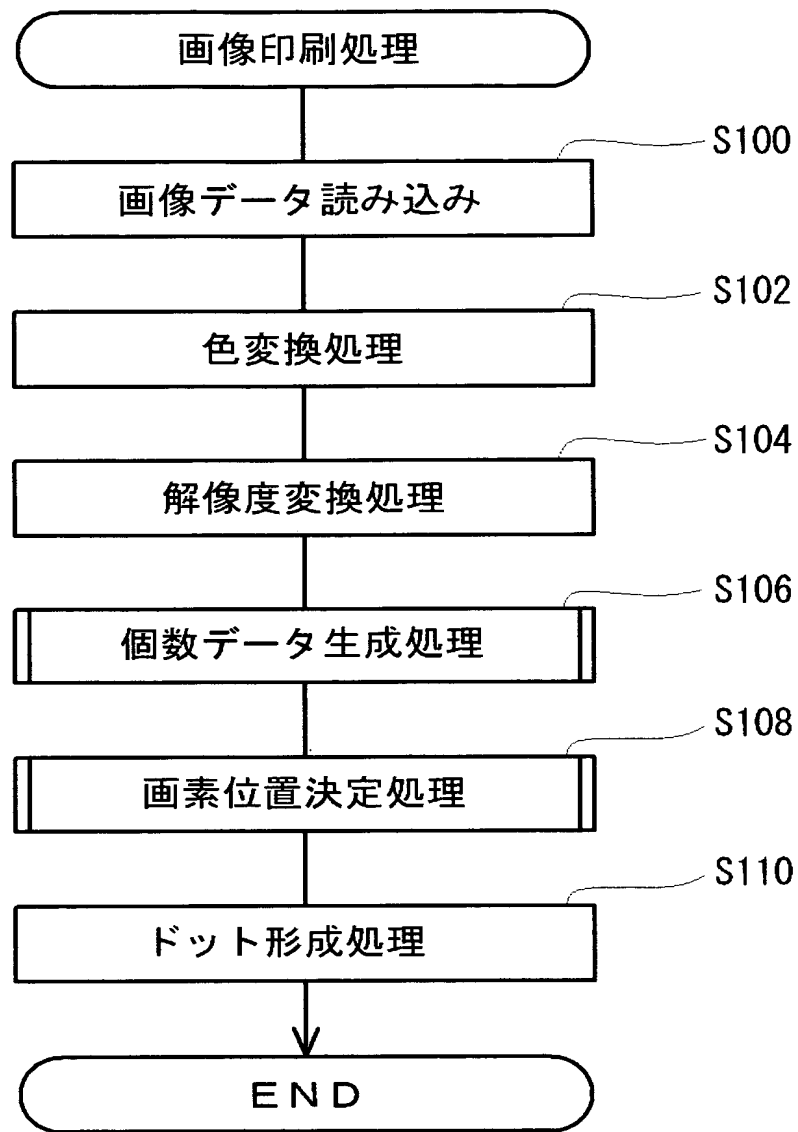 画像印刷処理
S100
画像データ読み込み
S102
色変換処理
S104
解像度変換処理
S106
個数データ生成処理
S108
画素位置決定処理
S110
ドット形成処理
END